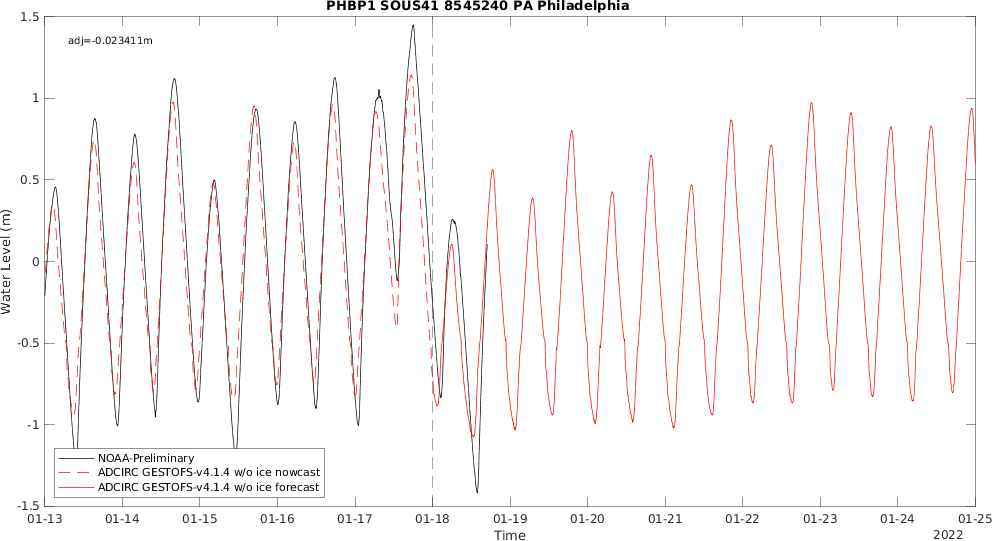 PHBP1 SOUS41 8545240 PA Philadelphia
adj=-0.023411m
1.5
1
0.5
0
-0.5
-1
-1.5
Water Level (m)
NOAA-Preliminary
ADCIRC GESTOFS-v4.1.4 w/o ice nowcast
ADCIRC GESTOFS-v4.1.4 w/o ice forecast
01-13 01-14 01-15 01-16 01-17 01-18 01-19 01-20 01-21 01-22 01-23 01-24 01-25
Time
2022